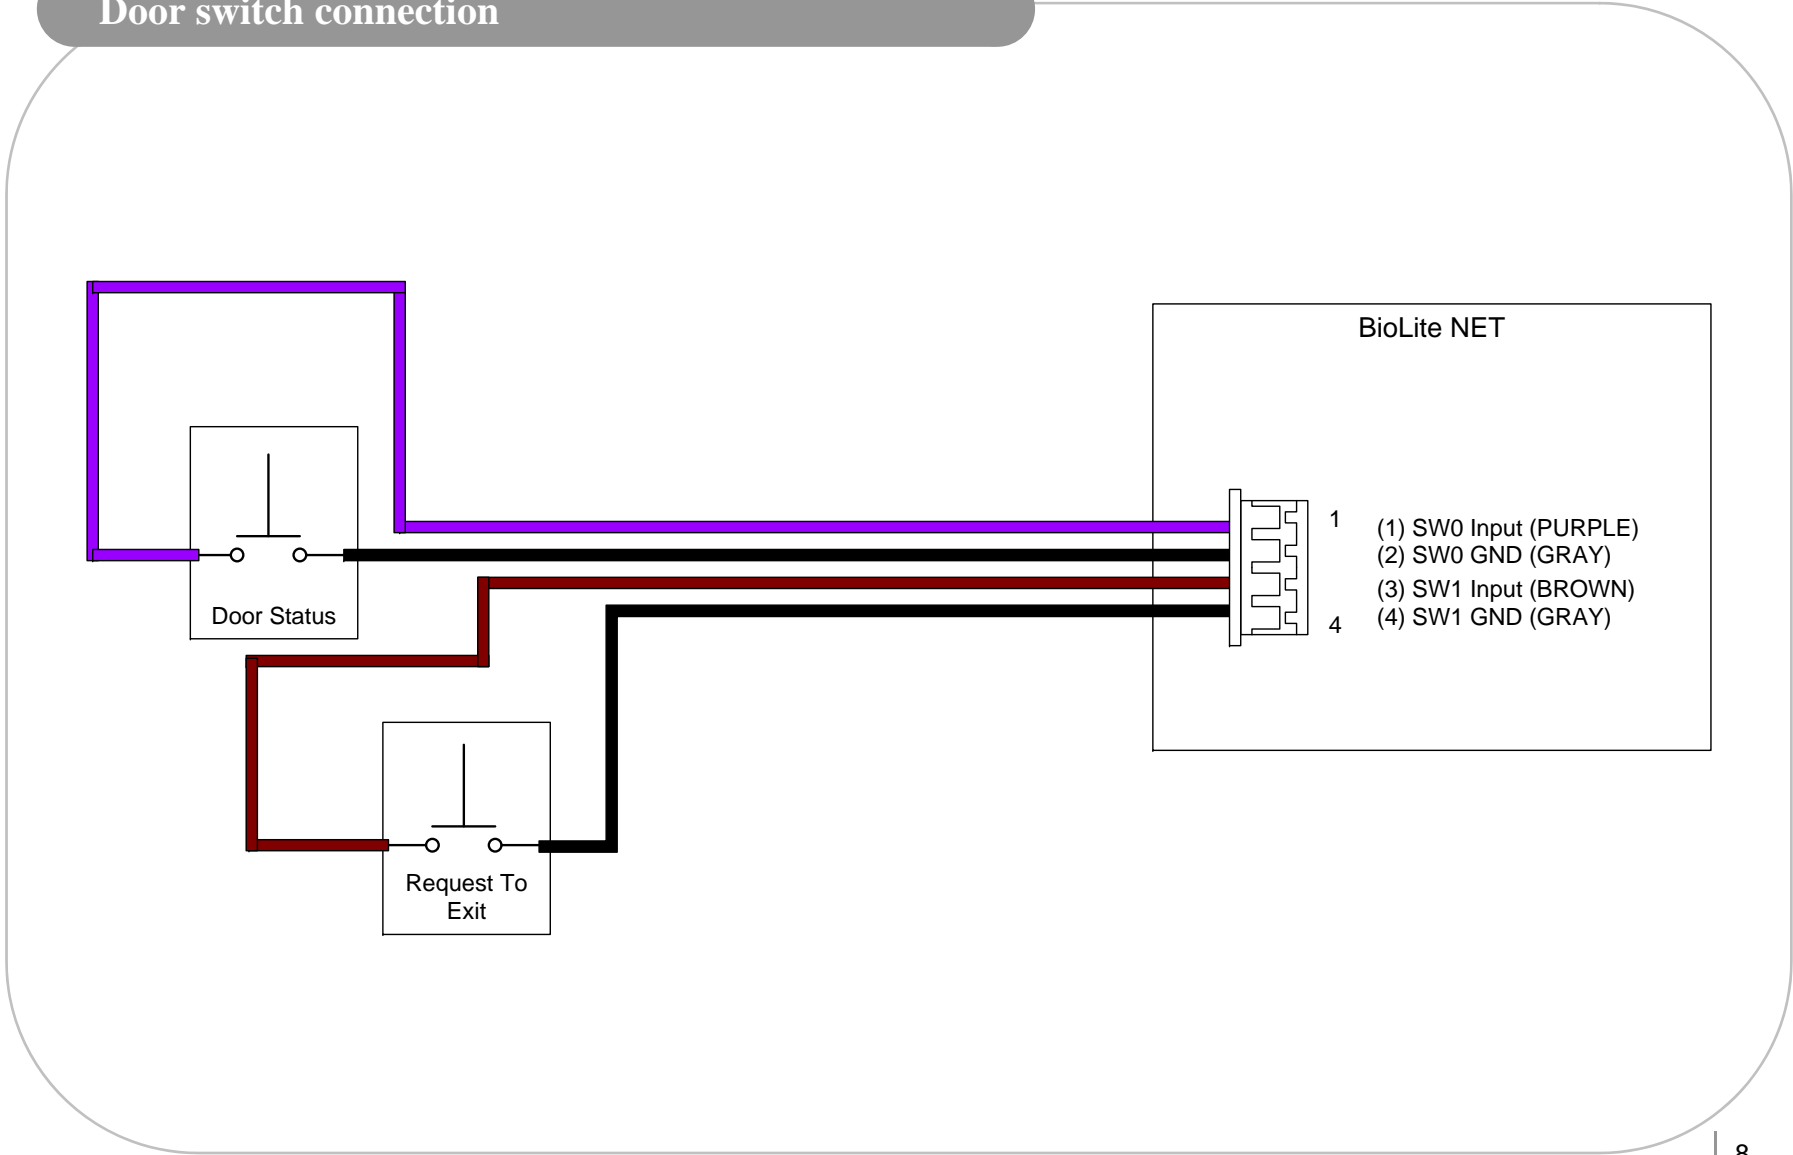 Door switch connection
BioLite NET
1
(1) SW0 Input (PURPLE)
(2) SW0 GND (GRAY)
(3) SW1 Input (BROWN)
(4) SW1 GND (GRAY)
4
Door Status
Request To
Exit
8